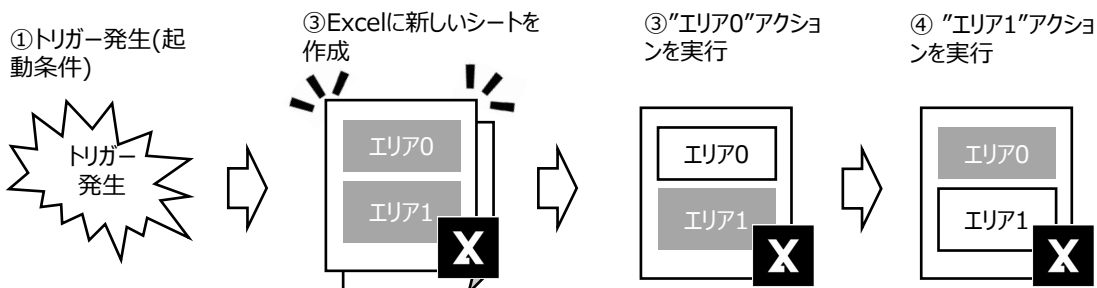 ①トリガー発生(起
動条件)
トリガー
発生
③Excelに新しいシートを
作成
エリア0
エリア1
X
③”エリア0”アクショ
ンを実行
エリア0
エリア1
X
④ ”エリア1”アクショ
ンを実行
エリア0
エリア1
X